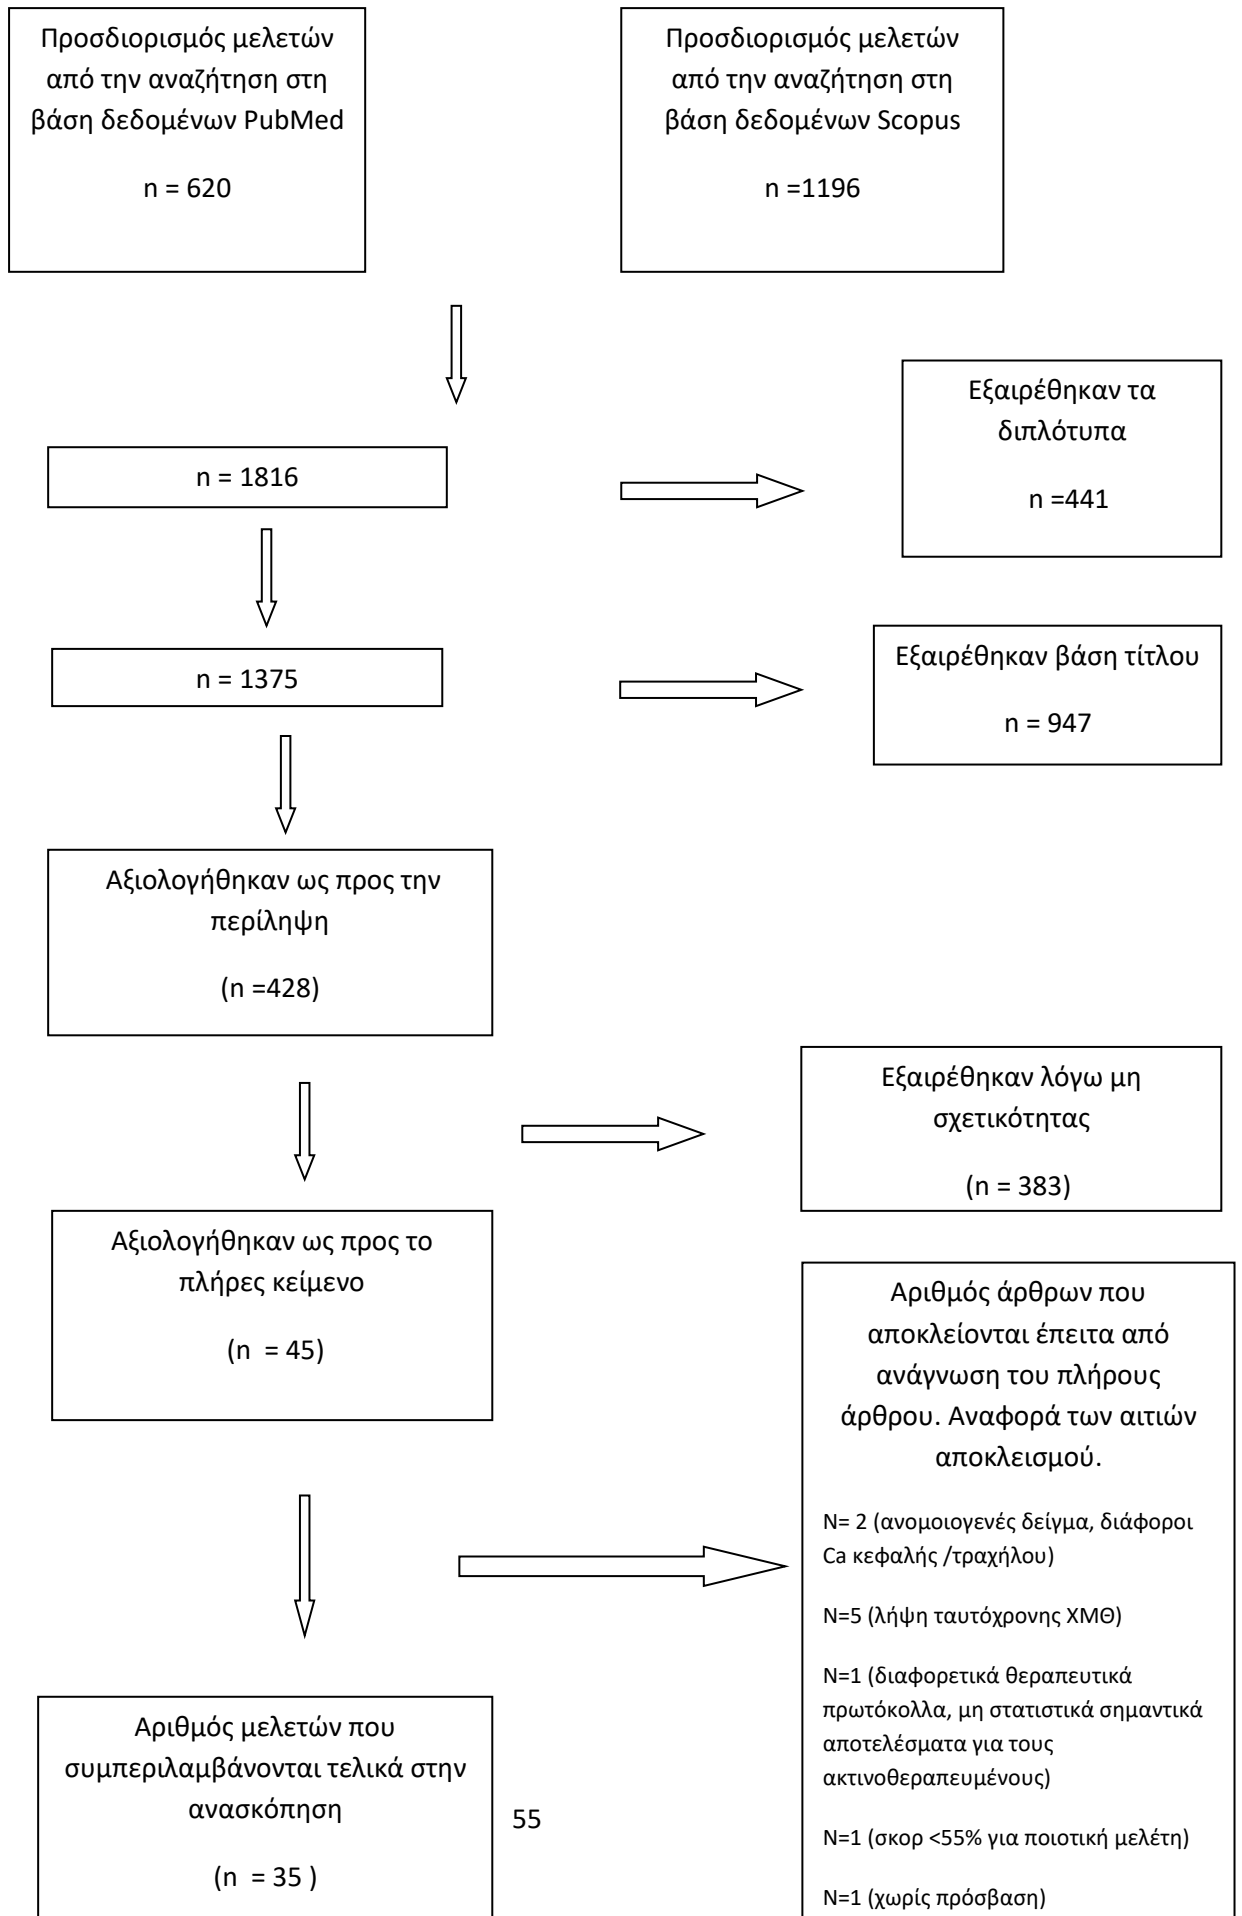 Προσδιορισμός μελετών
από την αναζήτηση στη
βάση δεδομένων PubMed
n = 620
Προσδιορισμός μελετών
από την αναζήτηση στη
βάση δεδομένων Scopus
n =1196
n = 1816
Εξαιρέθηκαν τα
διπλότυπα
n =441
n = 1375
Εξαιρέθηκαν βάση τίτλου
n = 947
Αξιολογήθηκαν ως προς την
περίληψη
(n =428)
Εξαιρέθηκαν λόγω μη
σχετικότητας
(n = 383)
Αξιολογήθηκαν ως προς το
πλήρες κείμενο
(n  = 45)
Αριθμός άρθρων που
αποκλείονται έπειτα από
ανάγνωση του πλήρους
άρθρου. Αναφορά των αιτιών
αποκλεισμού.
N= 2 (ανομοιογενές δείγμα, διάφοροι
Ca κεφαλής /τραχήλου)
N=5 (λήψη ταυτόχρονης ΧΜΘ)
N=1 (διαφορετικά θεραπευτικά
πρωτόκολλα, μη στατιστικά σημαντικά
αποτελέσματα για τους
ακτινοθεραπευμένους)
N=1 (σκορ <55% για ποιοτική μελέτη)
N=1 (χωρίς πρόσβαση)
Αριθμός μελετών που
συμπεριλαμβάνονται τελικά στην
ανασκόπηση
(n  = 35 )
55